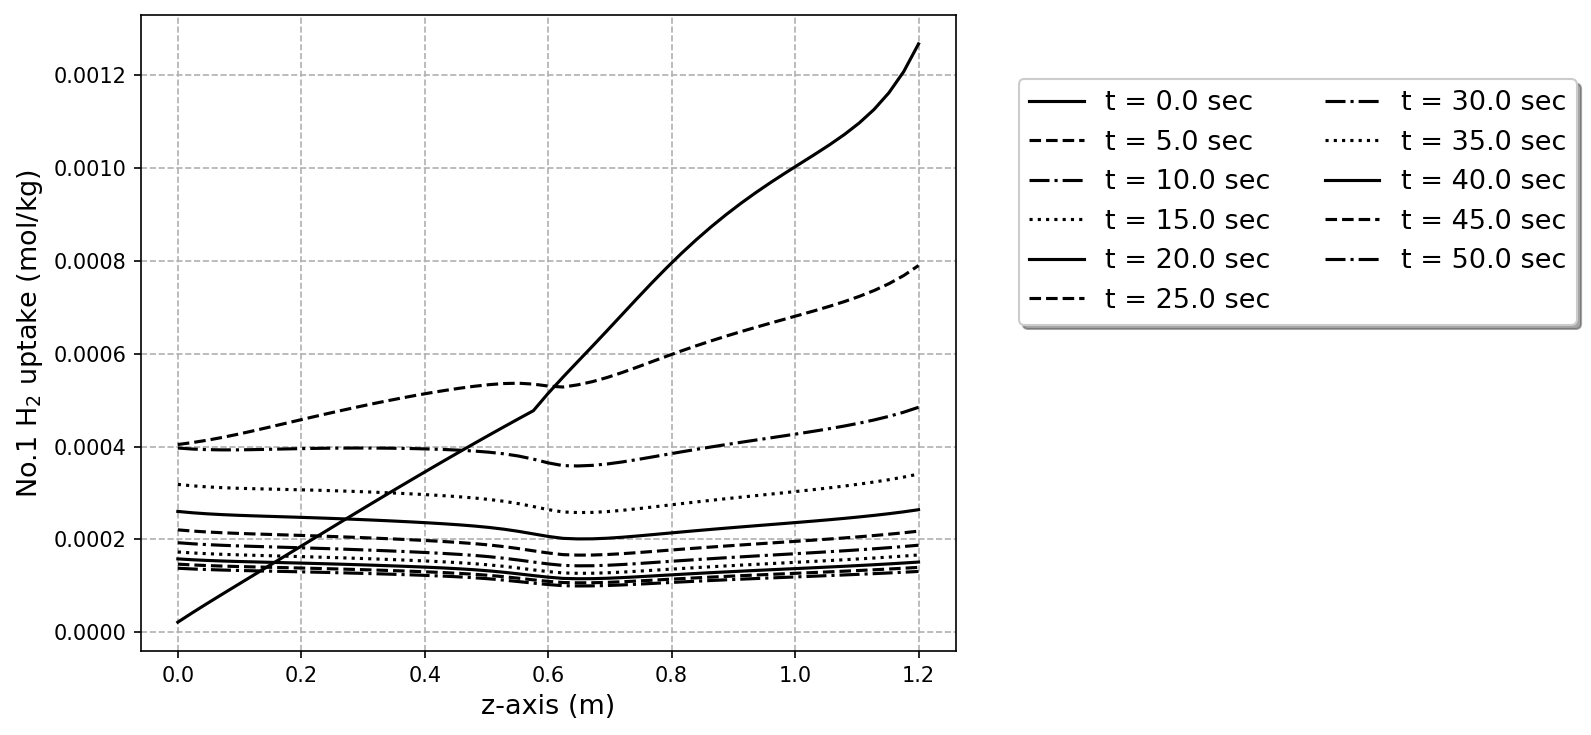 No.1 H₂ uptake (mol/kg)
0.0012
0.0010
0.0008
0.0006
0.0004
0.0002
0.0000
0.0 0.2 0.4 0.6 0.8 1.0 1.2
z-axis (m)
t = 0.0 sec
t = 5.0 sec
t = 10.0 sec
t = 15.0 sec
t = 20.0 sec
t = 25.0 sec
t = 30.0 sec
t = 35.0 sec
t = 40.0 sec
t = 45.0 sec
t = 50.0 sec